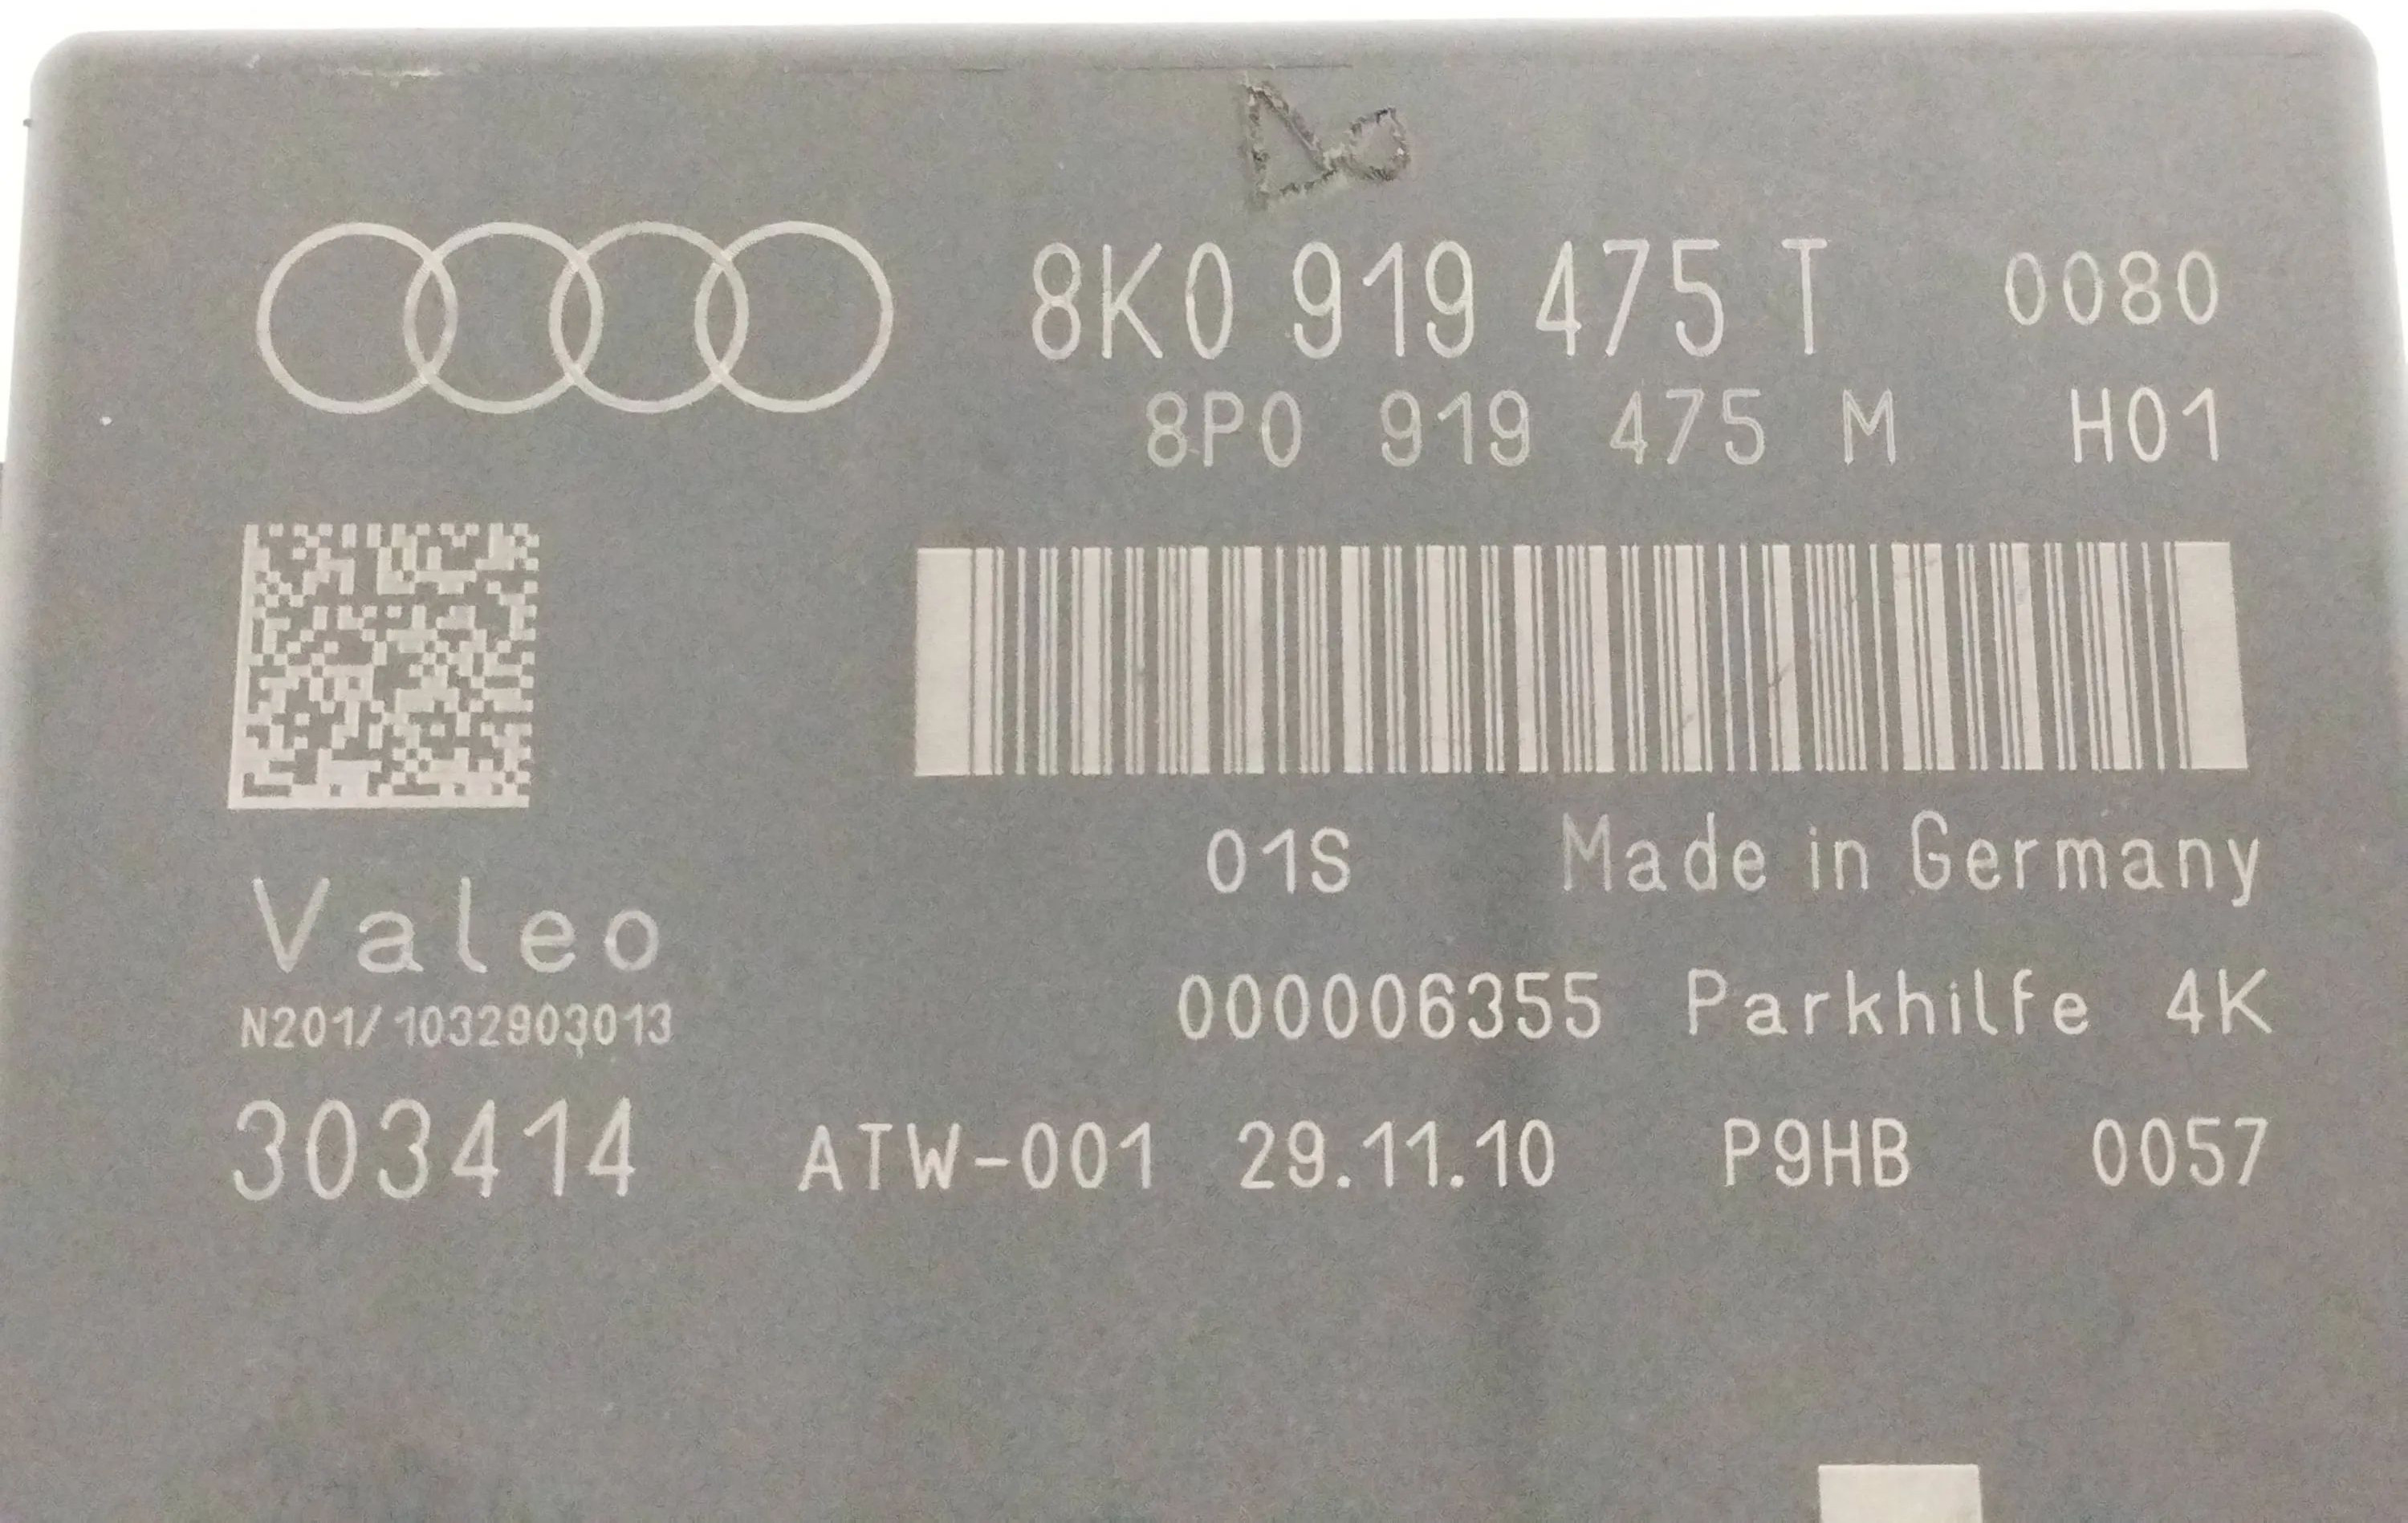 8K0 919 475 T 0080
8P0 919 475 M H01
01S Made in Germany
Valeo
N201/1032903013
000006355 Parkhilfe 4K
303414 ATW-001 29.11.10 P9HB 0057